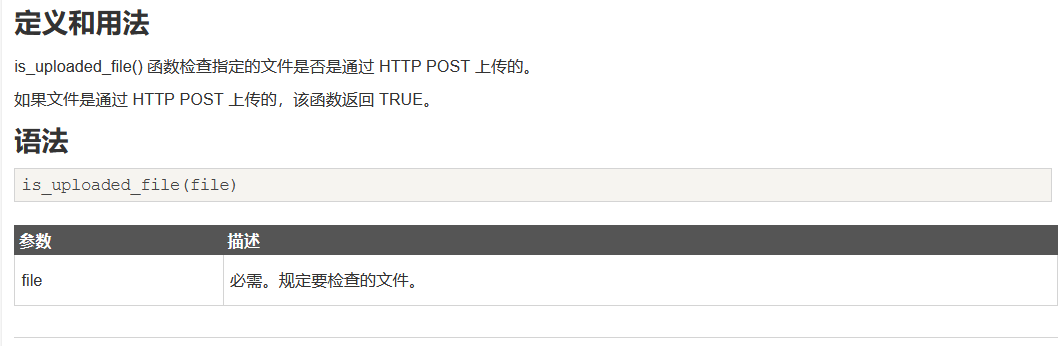 定义和用法
is_uploaded_file() 函数检查指定的文件是否是通过 HTTP POST 上传的。
如果文件是通过 HTTP POST 上传的，该函数返回 TRUE。
语法
is_uploaded_file(file)
参数 描述
file 必需。规定要检查的文件。